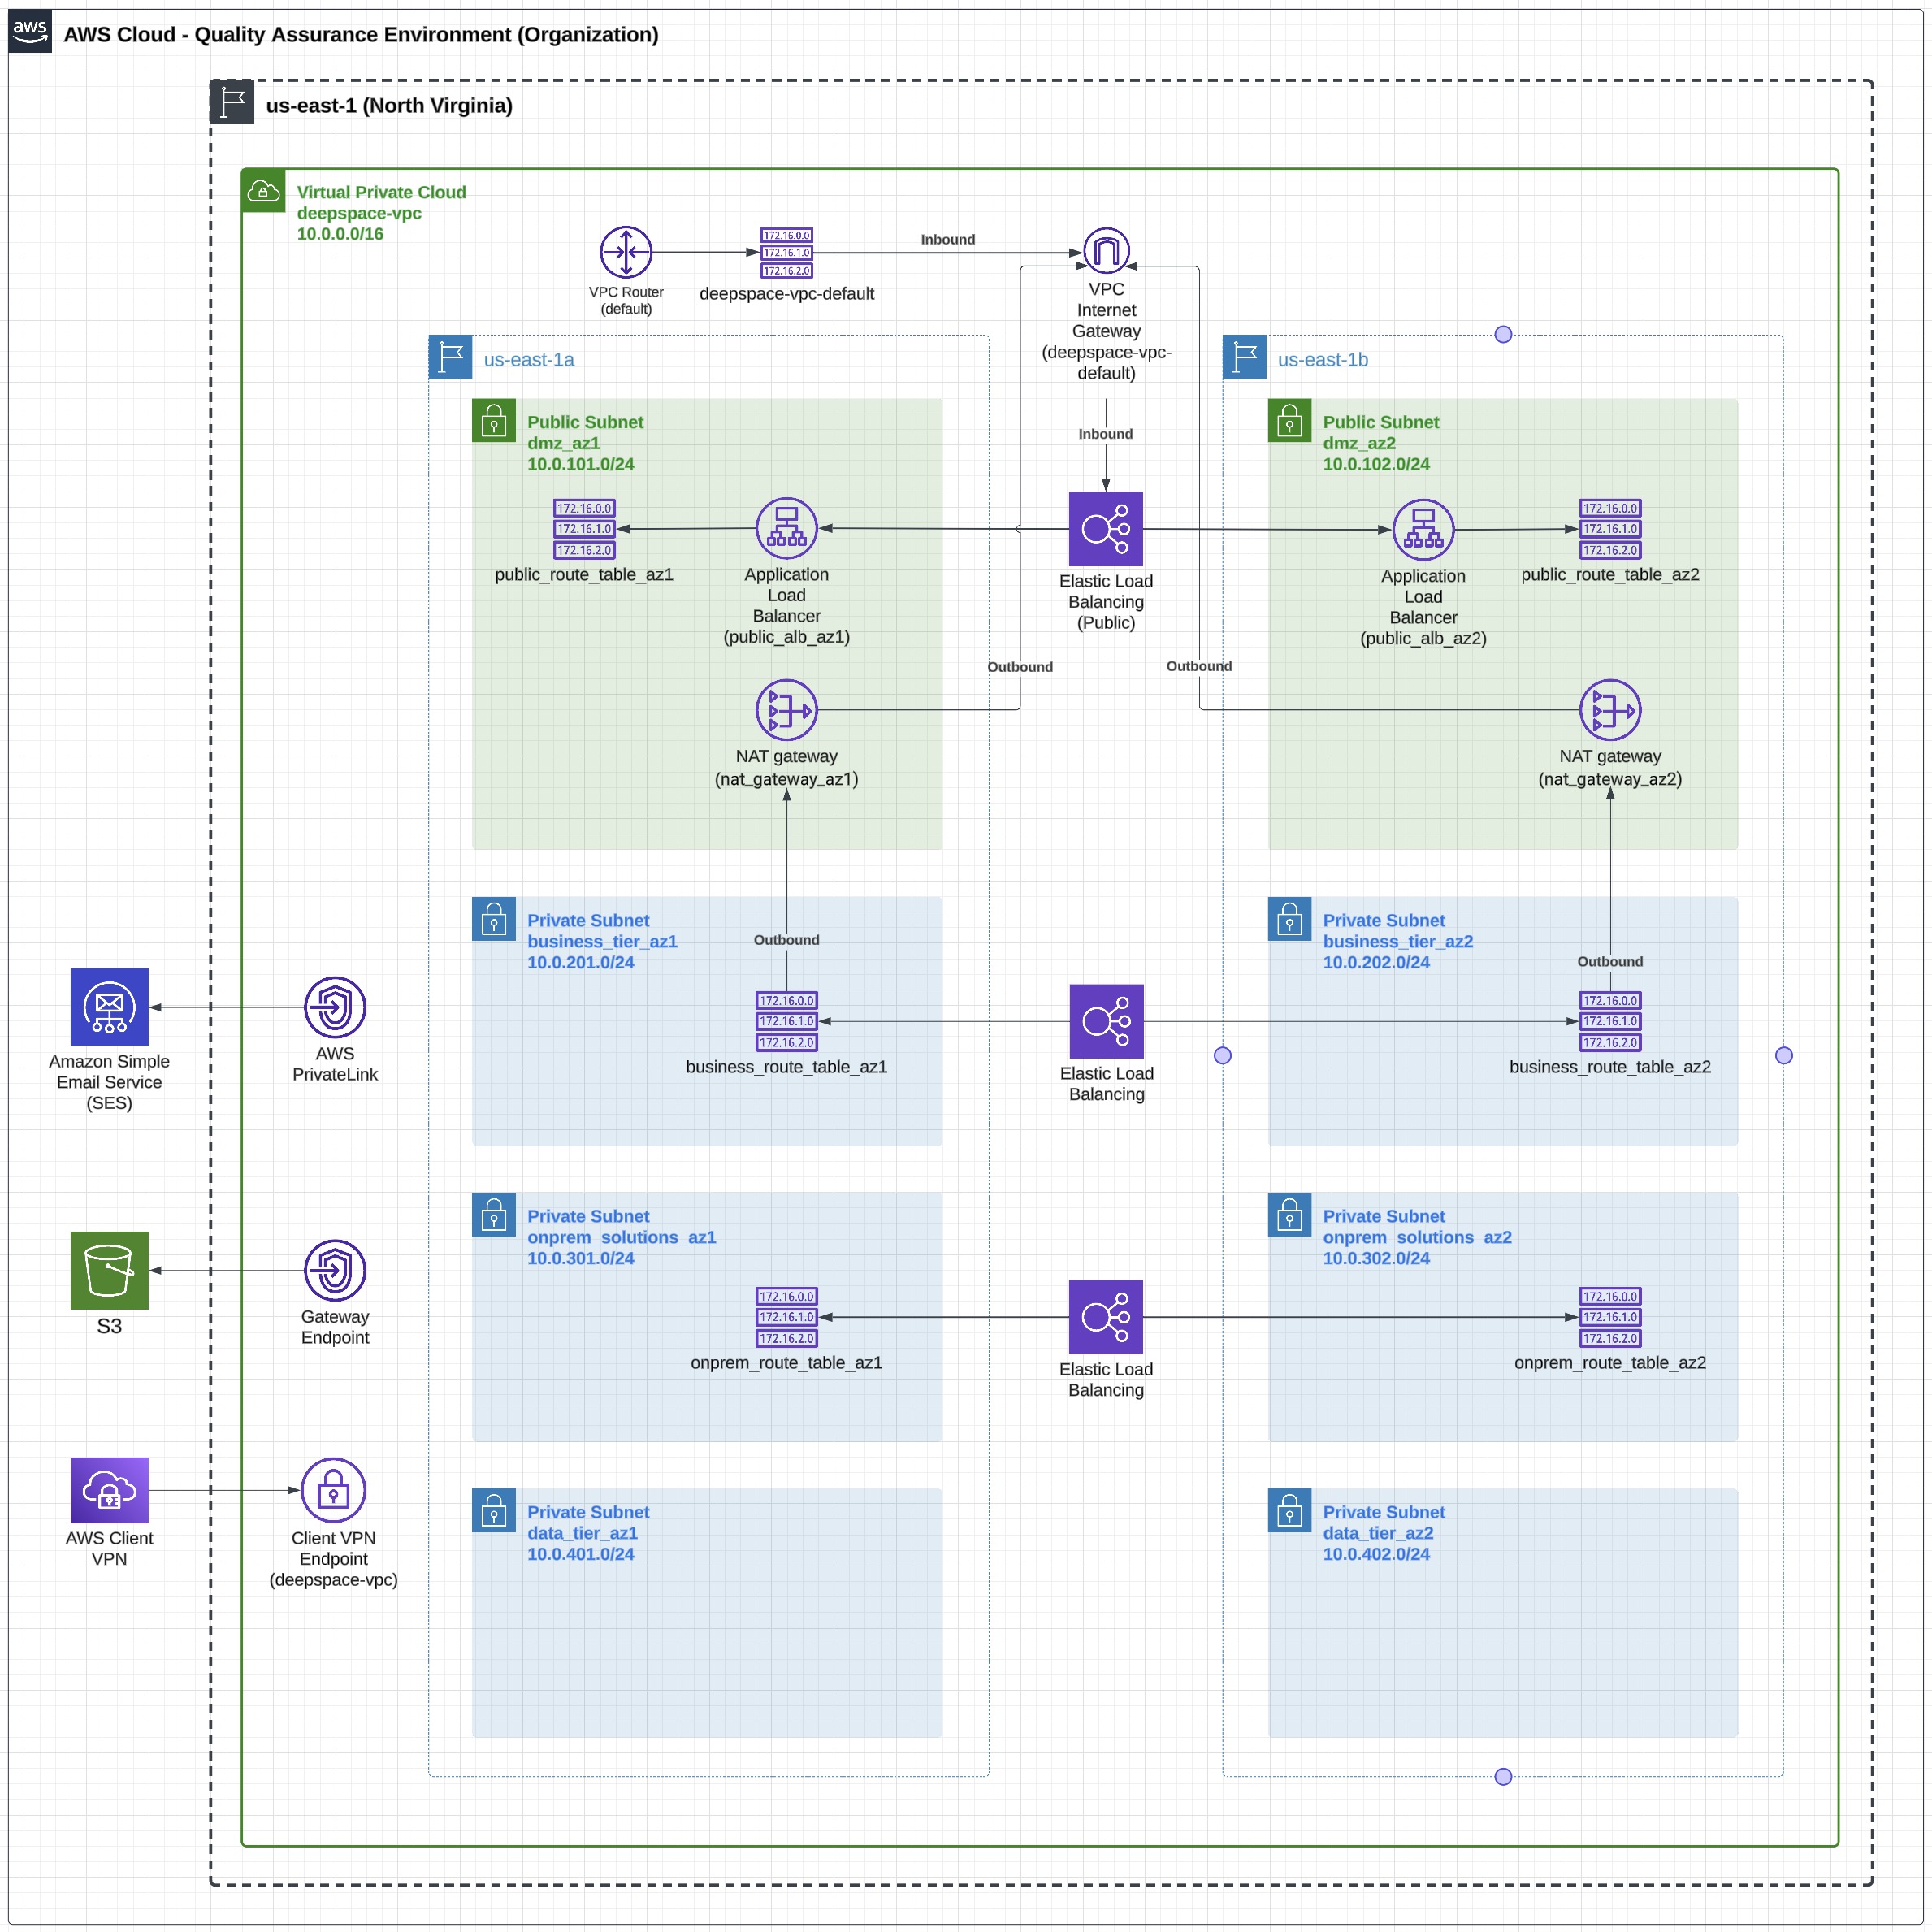 aws
AWS Cloud - Quality Assurance Environment (Organization)
us-east-1 (North Virginia)
Virtual Private Cloud
deepspace-vpc
10.0.0.0/16
VPC Router
(default)
172.16.0.0
172.16.1.0
172.16.2.0
deepspace-vpc-default
Inbound
VPC
Internet
Gateway
(deepspace-vpc-
default)
us-east-1a
us-east-1b
Public Subnet
dmz_az1
10.0.101.0/24
172.16.0.0
172.16.1.0
172.16.2.0
public_route_table_az1
Application
Load
Balancer
(public_alb_az1)
Inbound
Elastic Load
Balancing
(Public)
Public Subnet
dmz_az2
10.0.102.0/24
Application
Load
Balancer
(public_alb_az2)
172.16.0.0
172.16.1.0
172.16.2.0
public_route_table_az2
Outbound
Outbound
NAT gateway
(nat_gateway_az1)
NAT gateway
(nat_gateway_az2)
Private Subnet
business_tier_az1
10.0.201.0/24
Outbound
172.16.0.0
172.16.1.0
172.16.2.0
business_route_table_az1
Elastic Load
Balancing
Private Subnet
business_tier_az2
10.0.202.0/24
Outbound
172.16.0.0
172.16.1.0
172.16.2.0
business_route_table_az2
Amazon Simple
Email Service
(SES)
AWS
PrivateLink
Private Subnet
onprem_solutions_az1
10.0.301.0/24
172.16.0.0
172.16.1.0
172.16.2.0
onprem_route_table_az1
Elastic Load
Balancing
Private Subnet
onprem_solutions_az2
10.0.302.0/24
172.16.0.0
172.16.1.0
172.16.2.0
onprem_route_table_az2
S3
Gateway
Endpoint
AWS Client
VPN
Client VPN
Endpoint
(deepspace-vpc)
Private Subnet
data_tier_az1
10.0.401.0/24
Private Subnet
data_tier_az2
10.0.402.0/24